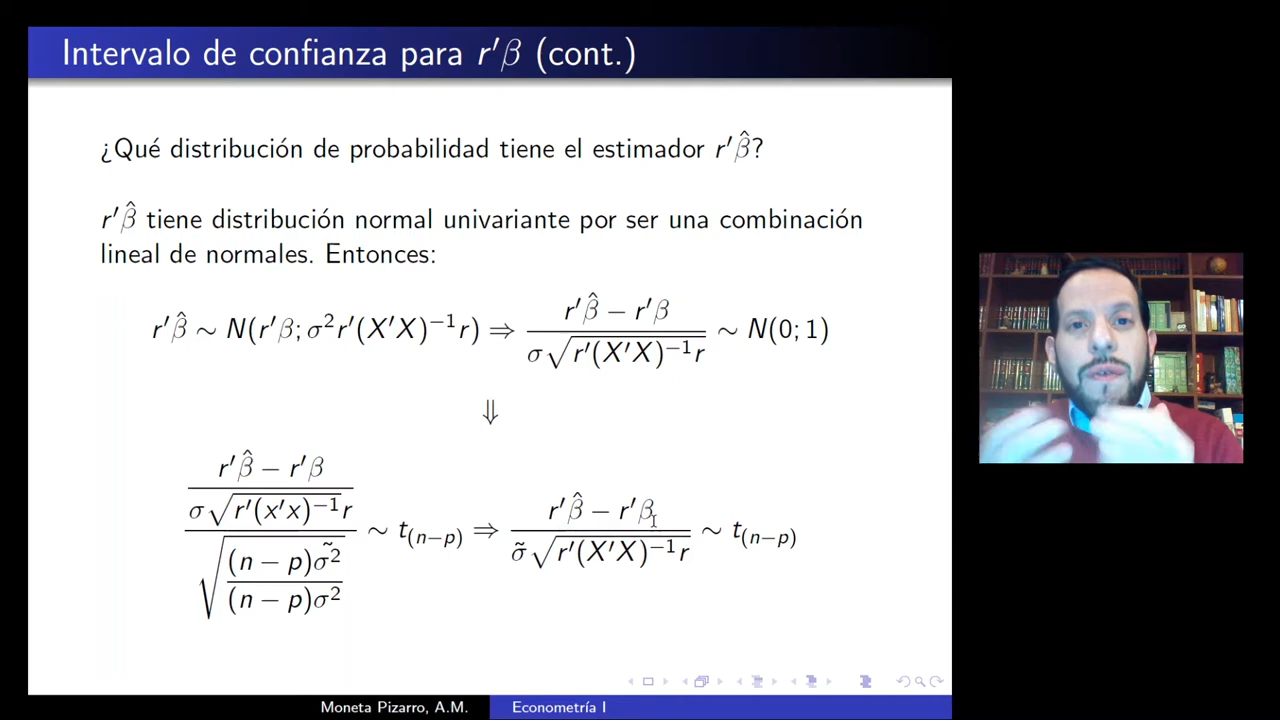 Intervalo de confianza para r′β (cont.)
¿Qué distribución de probabilidad tiene el estimador r′β̂?
r′β̂ tiene distribución normal univariante por ser una combinación
lineal de normales. Entonces:
r′β̂ ∼ N(r′β; σ²r′(X′X)⁻¹r) ⇒ (r′β̂ − r′β) / (σ√(r′(X′X)⁻¹r)) ∼ N(0; 1)
⇓
((r′β̂ − r′β) / (σ√(r′(x′x)⁻¹)r)) / √(((n − p)σ̃²) / ((n − p)σ²)) ∼ t₍ₙ₋ₚ₎ ⇒ (r′β̂ − r′β) / (σ̃√(r′(X′X)⁻¹r)) ∼ t₍ₙ₋ₚ₎
Moneta Pizarro, A.M. Econometría I